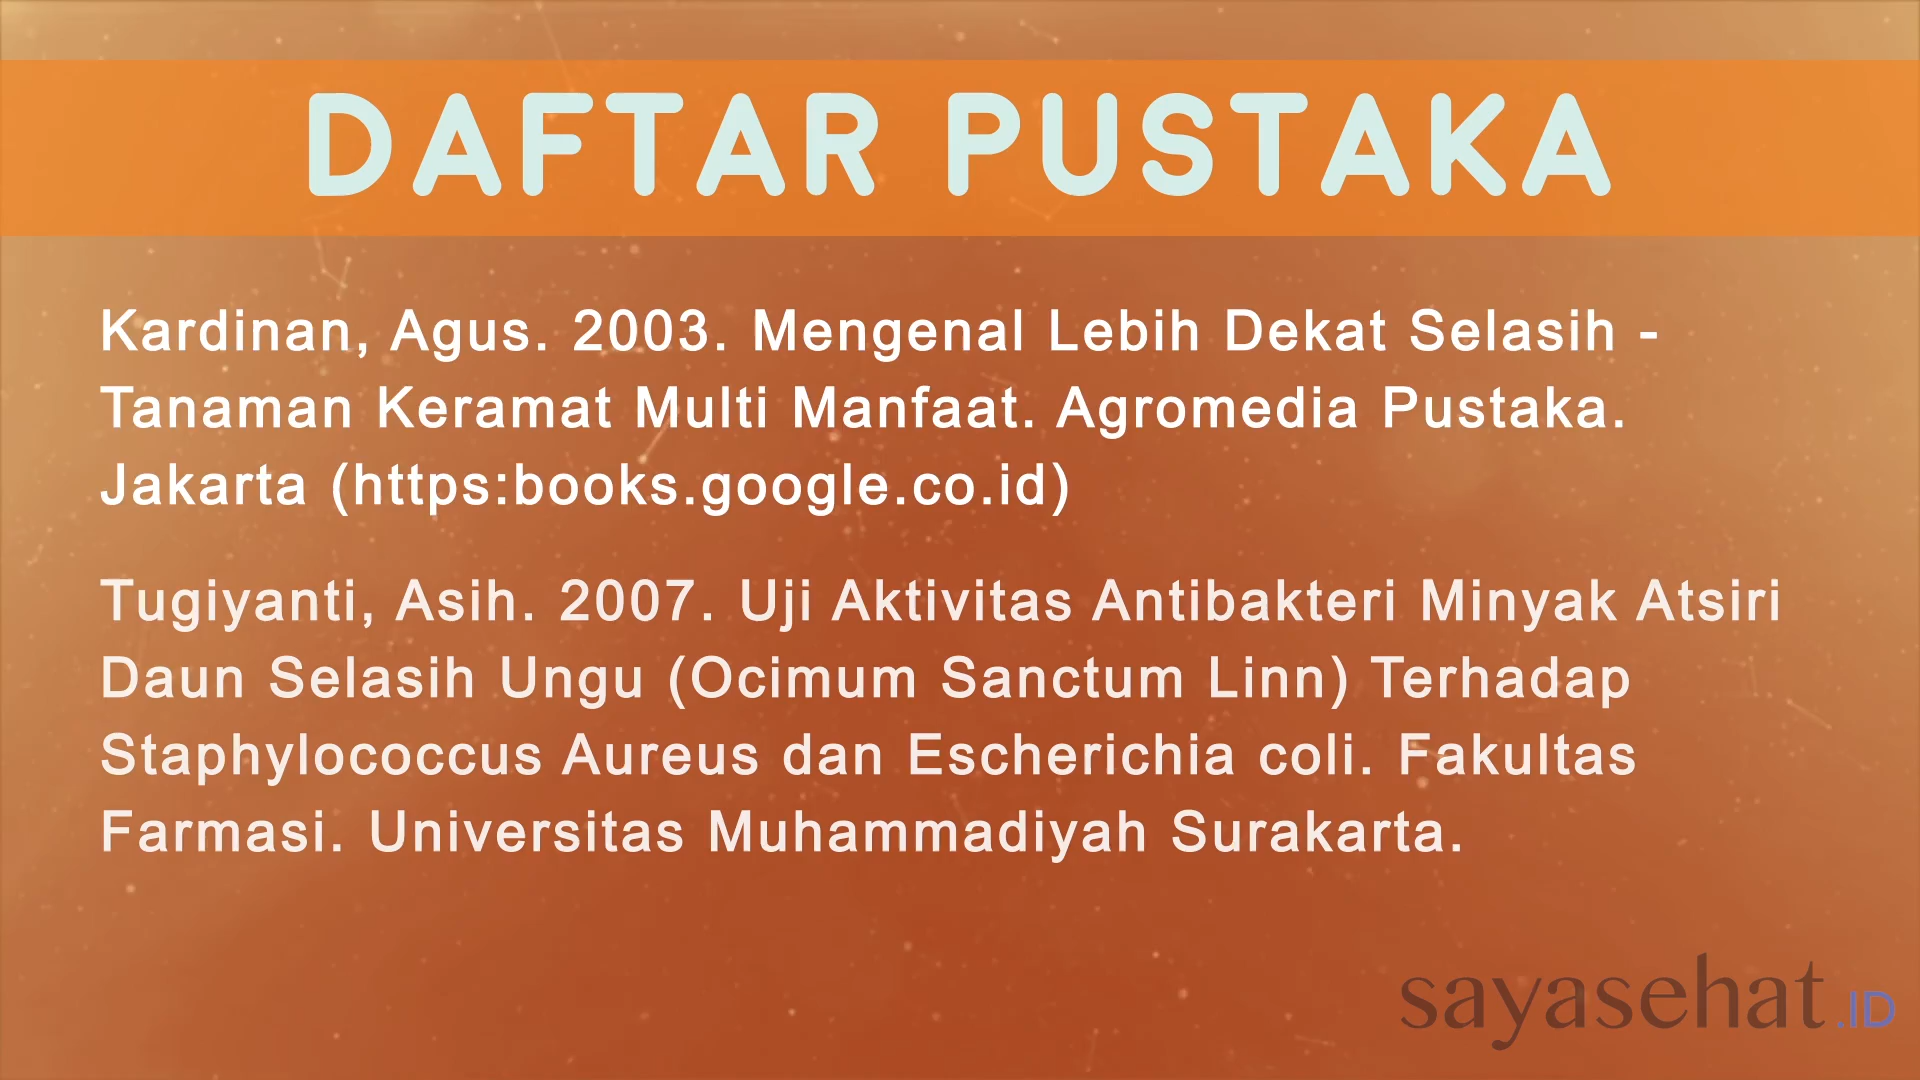 DAFTAR PUSTAKA
Kardinan, Agus. 2003. Mengenal Lebih Dekat Selasih -
Tanaman Keramat Multi Manfaat. Agromedia Pustaka.
Jakarta (https:books.google.co.id)
Tugiyanti, Asih. 2007. Uji Aktivitas Antibakteri Minyak Atsiri
Daun Selasih Ungu (Ocimum Sanctum Linn) Terhadap
Staphylococcus Aureus dan Escherichia coli. Fakultas
Farmasi. Universitas Muhammadiyah Surakarta.
sayasehat.ID